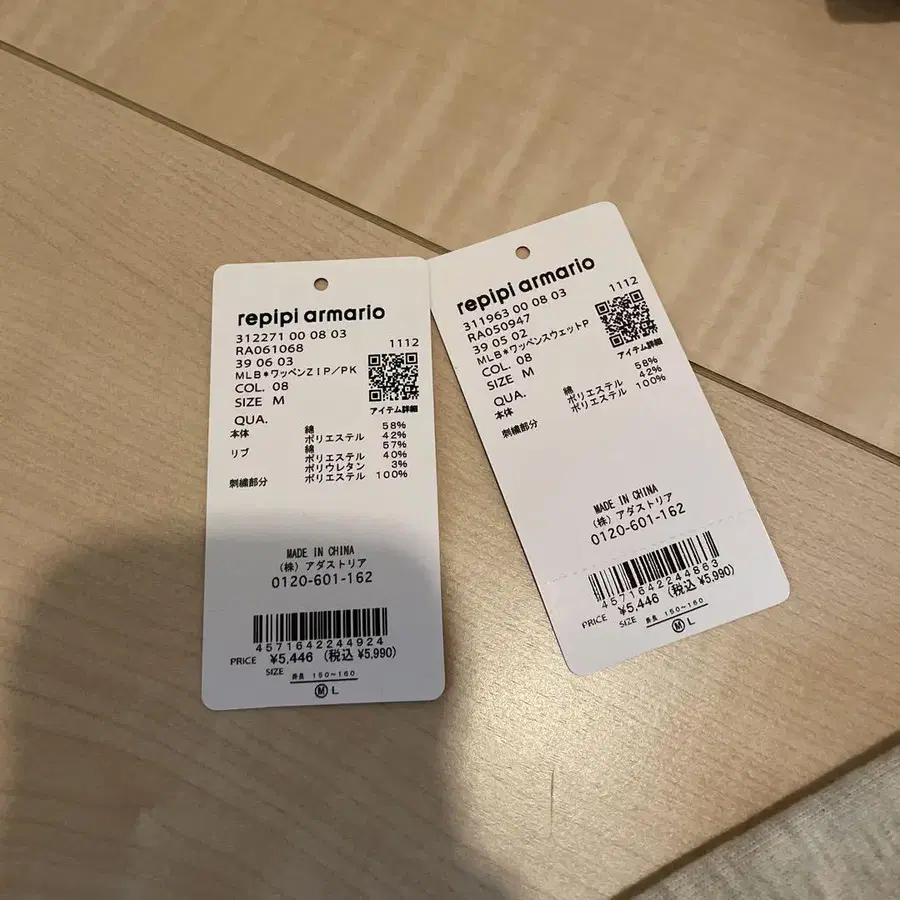 repipi armario
312271 00 08 03
RA061068
1112
39 06 03
MLB*ワッペンZIP/PK
COL. 08
SIZE M
アイテム詳細
QUA.
本体 綿 58%
ポリエステル 42%
リブ 綿 57%
ポリエステル 40%
ポリウレタン 3%
刺繍部分 ポリエステル 100%
MADE IN CHINA
(株)アダストリア
0120-601-162
4571642244924
PRICE ¥5,446 (税込 ¥5,990)
SIZE 身長 150~160
M L
repipi armario
311963 00 08 03
1112
RA050947
39 05 02
MLB*ワッペンスウェットP
COL. 08
SIZE M
アイテム詳細
QUA.
本体 綿 58%
ポリエステル 42%
刺繍部分 ポリエステル 100%
MADE IN CHINA
(株)アダストリア
0120-601-162
4571642244863
PRICE ¥5,446 (税込 ¥5,990)
SIZE 身長 150~160
M L